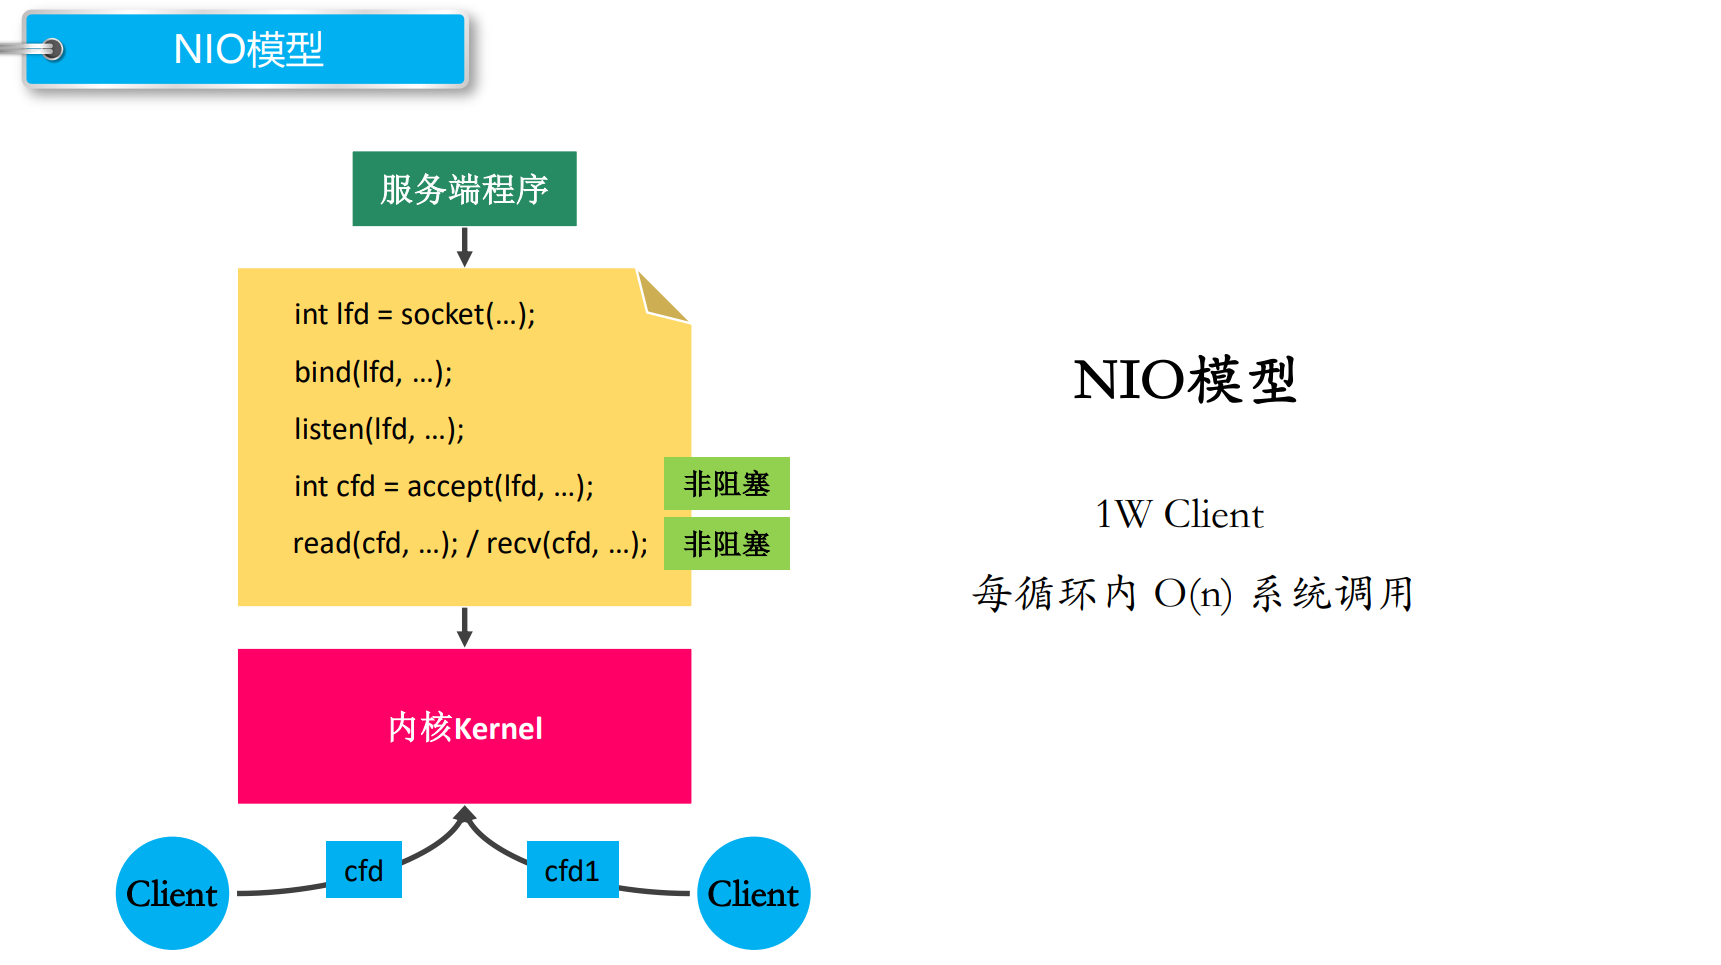 NIO模型
服务端程序
int lfd = socket(...);
bind(lfd, ...);
listen(lfd, ...);
int cfd = accept(lfd, ...);
非阻塞
read(cfd, ...); / recv(cfd, ...);
非阻塞
内核Kernel
cfd
cfd1
Client
Client
NIO模型
1W Client
每循环内 O(n) 系统调用